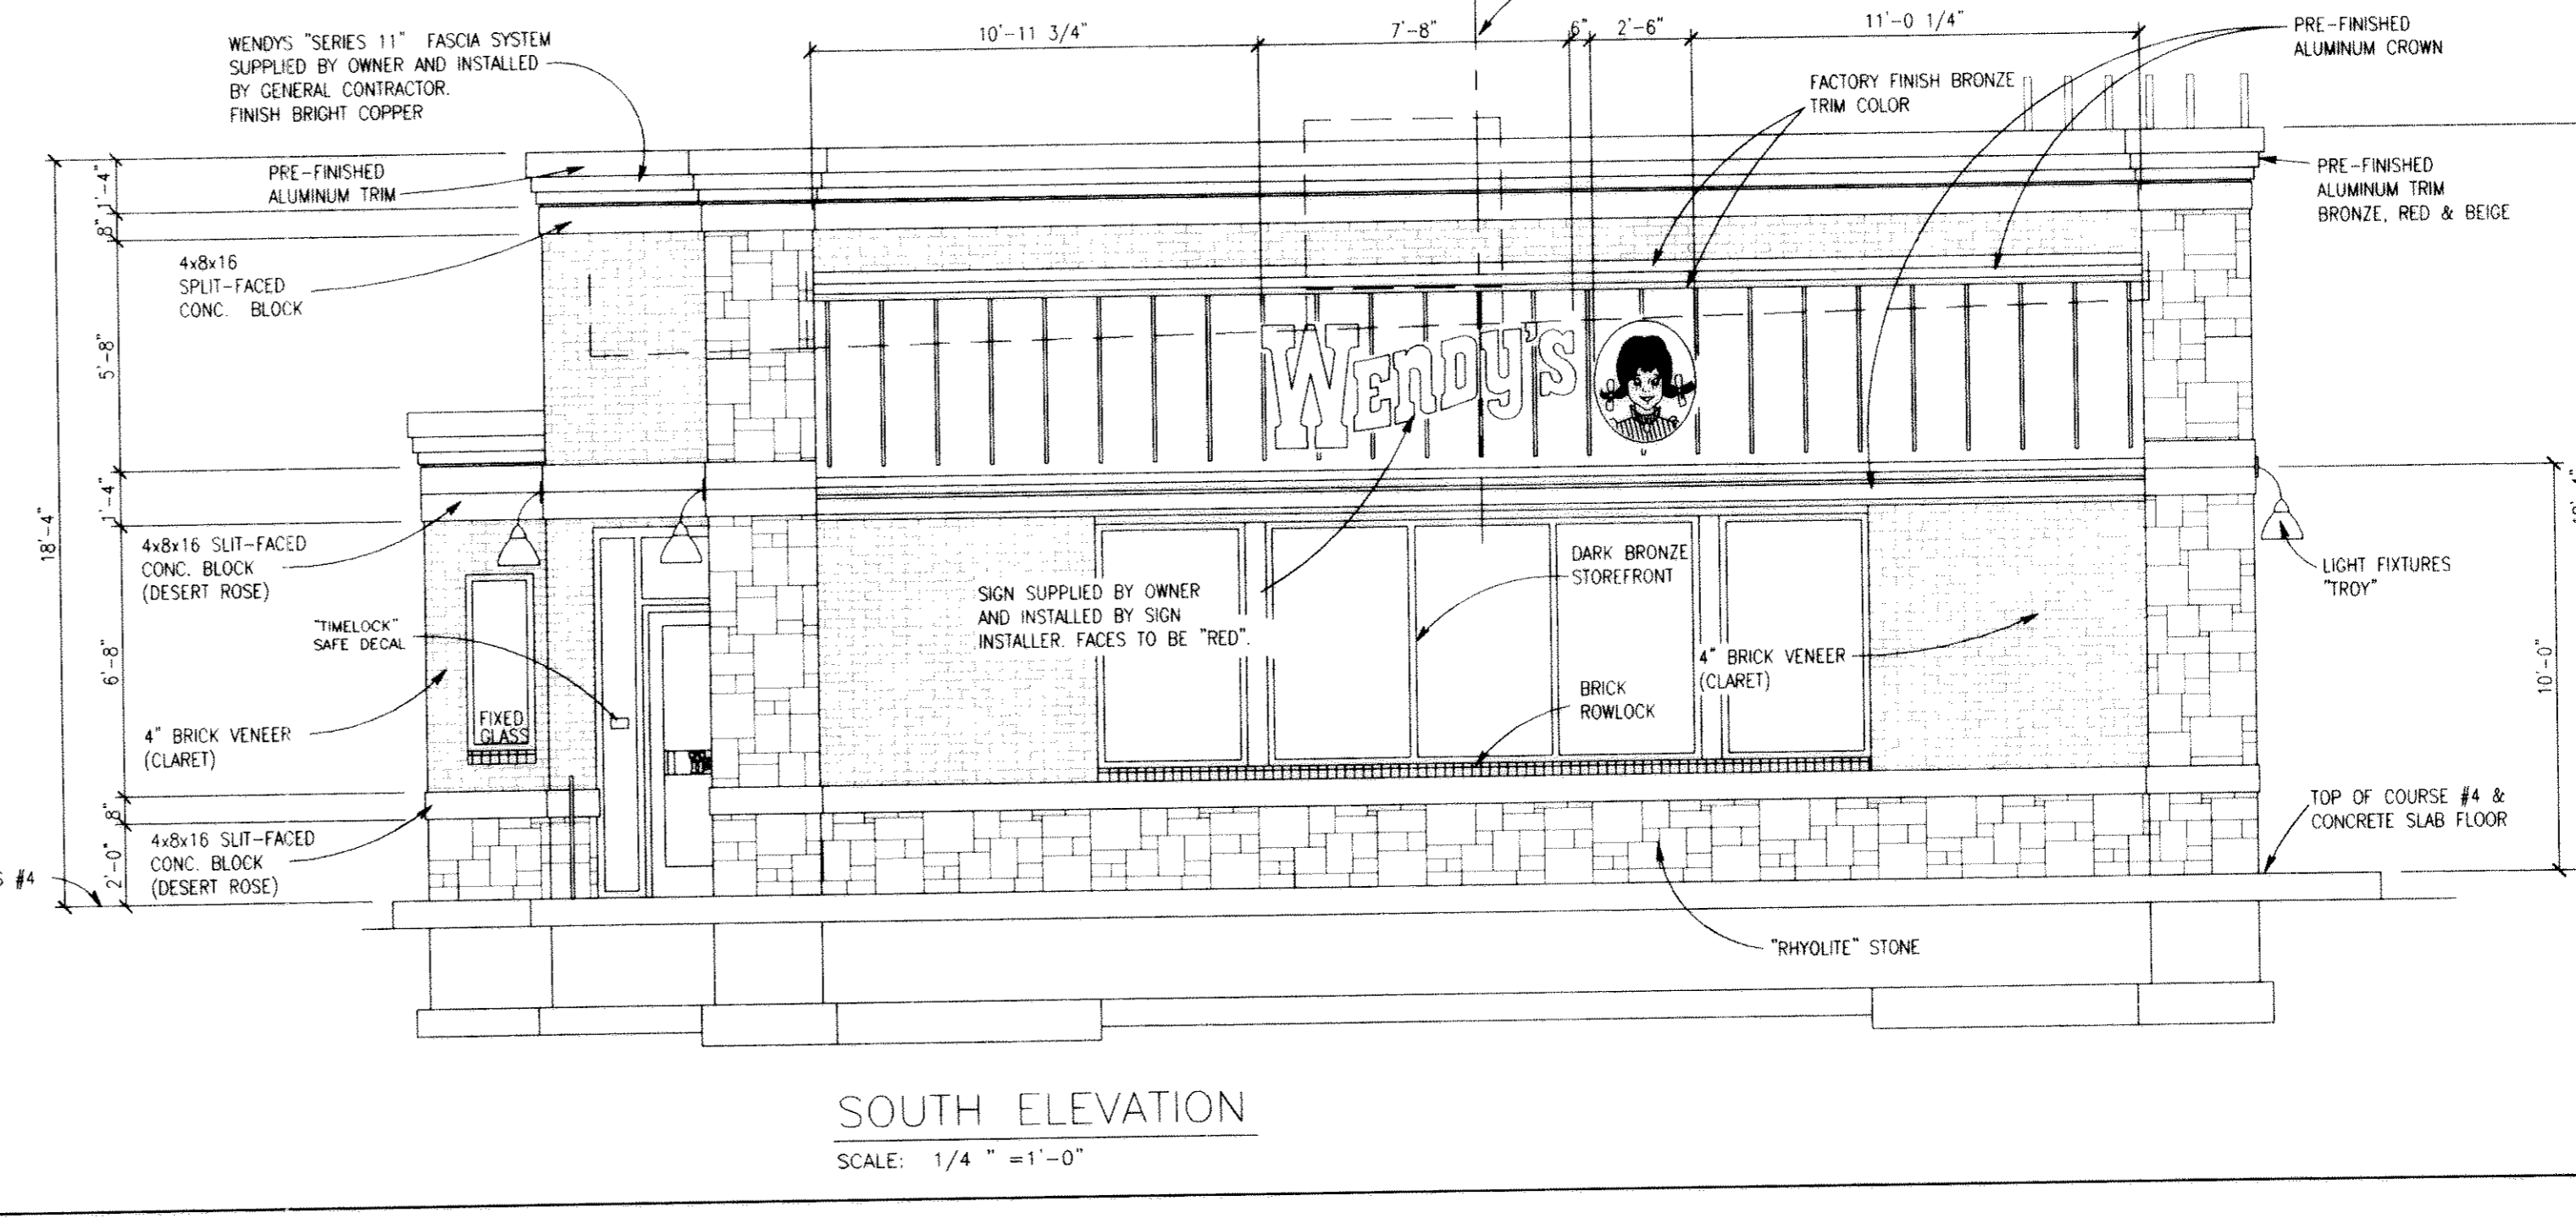 10'-11 3/4"
7'-8"
6"
2'-6"
11'-0 1/4"
WENDY'S "SERIES 11" FASCIA SYSTEM
SUPPLIED BY OWNER AND INSTALLED
BY GENERAL CONTRACTOR.
FINISH BRIGHT COPPER
PRE-FINISHED
ALUMINUM CROWN
FACTORY FINISH BRONZE
TRIM COLOR
PRE-FINISHED
ALUMINUM TRIM
PRE-FINISHED
ALUMINUM TRIM
BRONZE, RED & BEIGE
1'-4"
8"
4x8x16
SPLIT-FACED
CONC. BLOCK
5'-8"
WENDY'S
1'-4"
18'-4"
4x8x16 SLIT-FACED
CONC. BLOCK
(DESERT ROSE)
DARK BRONZE
STOREFRONT
LIGHT FIXTURES
"TROY"
SIGN SUPPLIED BY OWNER
AND INSTALLED BY SIGN
INSTALLER. FACES TO BE "RED".
"TIMELOCK"
SAFE DECAL
6'-8"
4" BRICK VENEER
(CLARET)
10'-0"
BRICK
ROWLOCK
FIXED
GLASS
4" BRICK VENEER
(CLARET)
8"
TOP OF COURSE #4 &
CONCRETE SLAB FLOOR
4x8x16 SLIT-FACED
CONC. BLOCK
(DESERT ROSE)
2'-0"
#4
"RHYOLITE" STONE
SOUTH ELEVATION
SCALE: 1/4 " =1'-0"